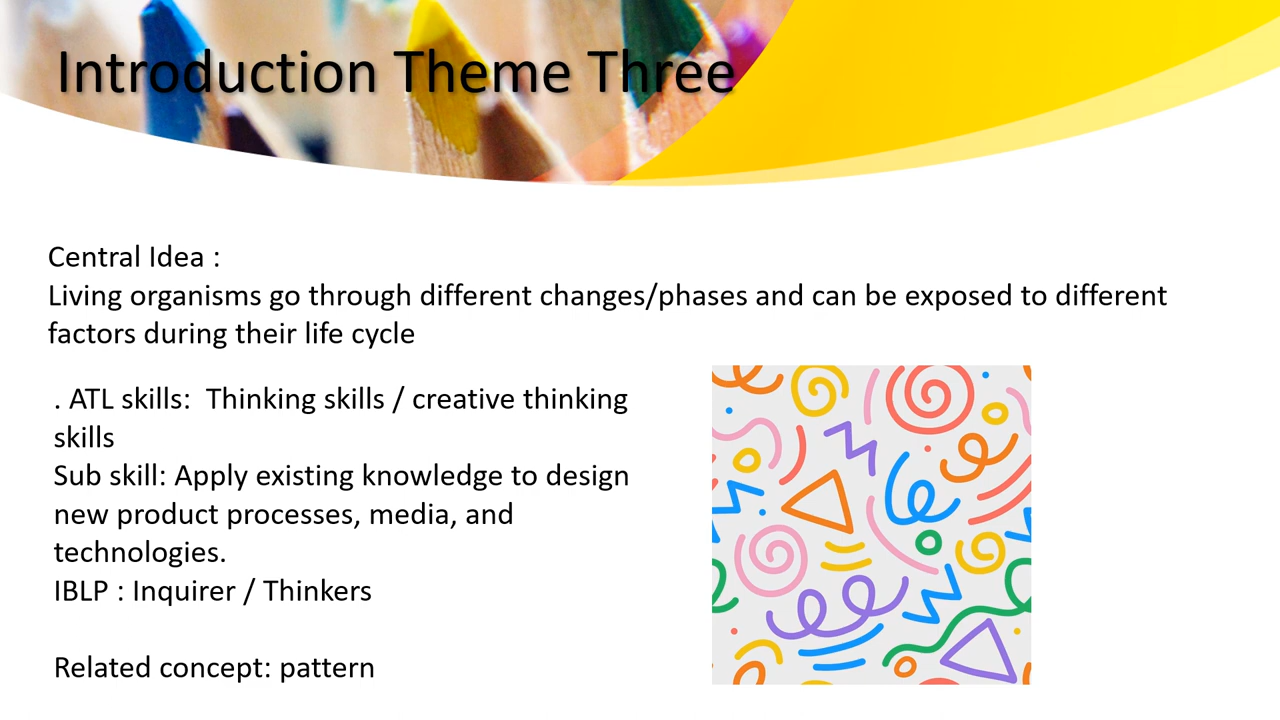 Introduction Theme Three
Central Idea :
Living organisms go through different changes/phases and can be exposed to different
factors during their life cycle
. ATL skills:  Thinking skills / creative thinking
skills
Sub skill: Apply existing knowledge to design
new product processes, media, and
technologies.
IBLP : Inquirer / Thinkers
Related concept: pattern